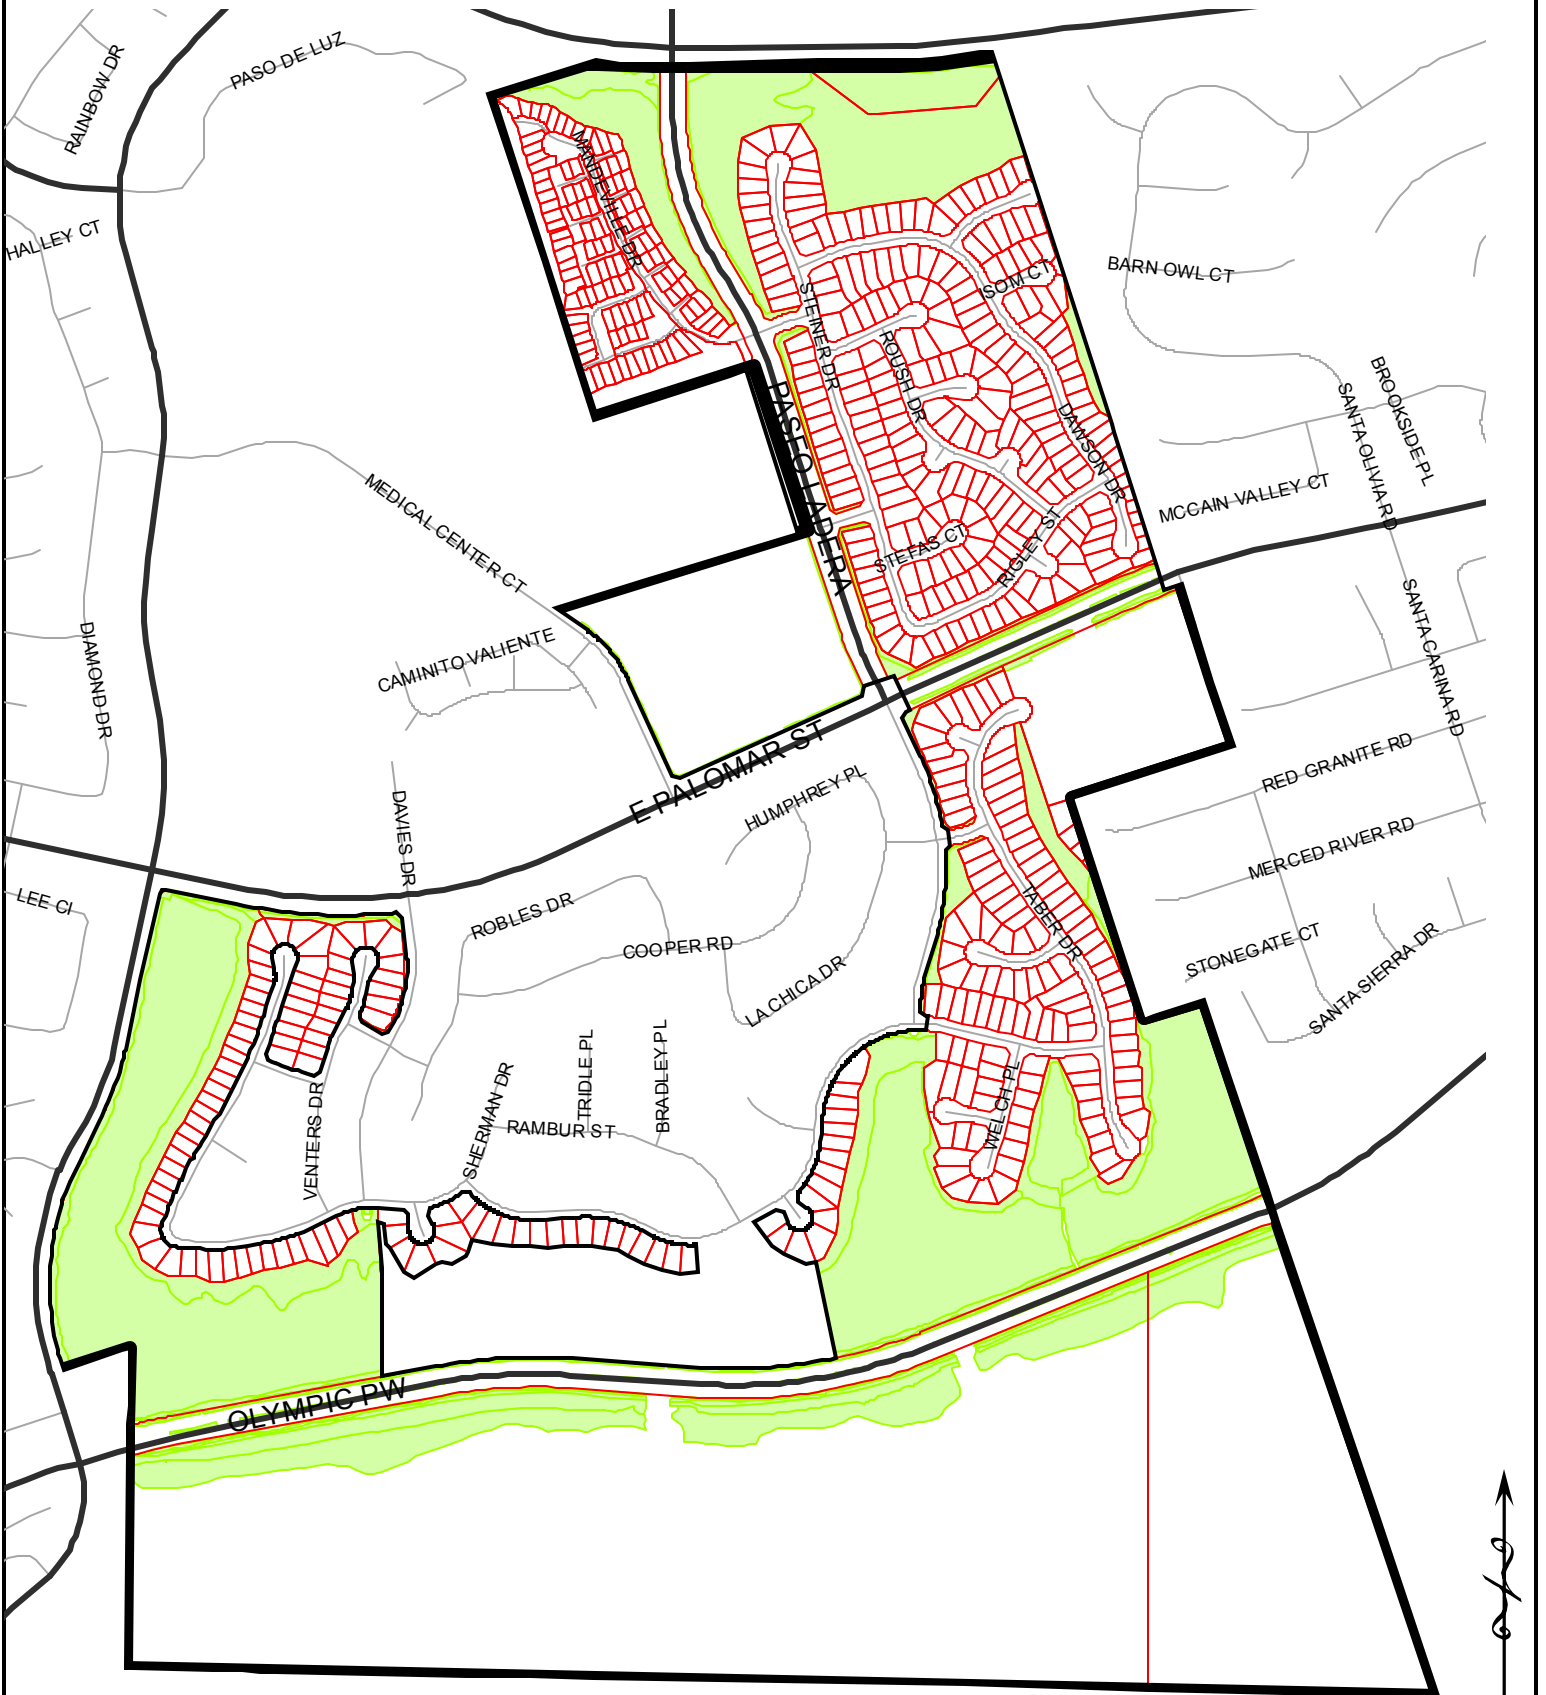 RAINBOW DR
PASO DE LUZ
MANDEVILLE DR
HALLEY CT
BARN OWL CT
ISOM CT
STEINER DR
ROUSH DR
BROOKSIDE PL
SANTA OLIVIA RD
PASEO LADERA
DAWSON DR
MEDICAL CENTER CT
MCCAIN VALLEY CT
STEFAS CT
RIGLEY ST
SANTA CARINA RD
DIAMOND DR
CAMINITO VALIENTE
E PALOMAR ST
RED GRANITE RD
HUMPHREY PL
DAVIES DR
MERCED RIVER RD
LEE CI
ROBLES DR
TABER DR
COOPER RD
STONEGATE CT
SANTA SIERRA DR
LA CHICA DR
TRIDLE PL
BRADLEY PL
SHERMAN DR
WELCH PL
VENTERS DR
RAMBUR ST
OLYMPIC PW